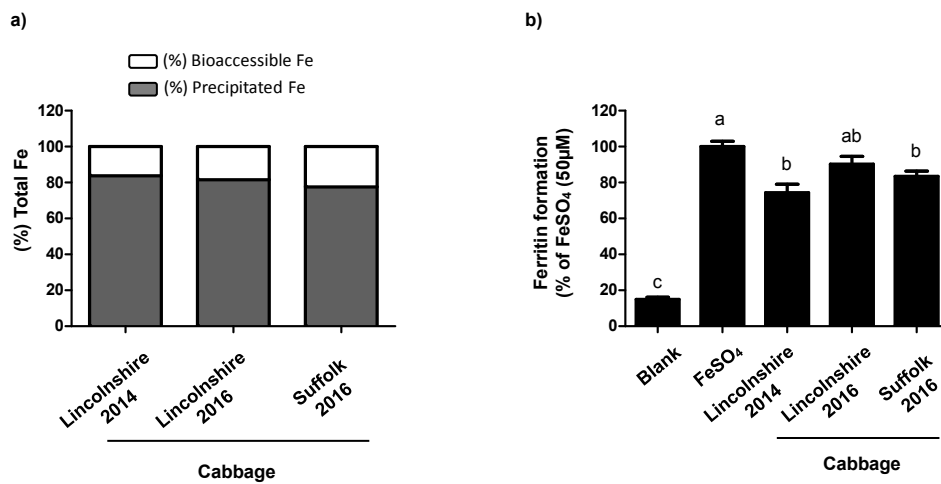 a)
(%) Bioaccessible Fe
(%) Precipitated Fe
(%) Total Fe
120
100
80
60
40
20
0
Lincolnshire
2014
Lincolnshire
2016
Suffolk
2016
Cabbage
b)
Ferritin formation
(% of FeSO₄ (50µM)
120
100
80
60
40
20
0
c
a
b
ab
b
Blank
FeSO₄
Lincolnshire
2014
Lincolnshire
2016
Suffolk
2016
Cabbage